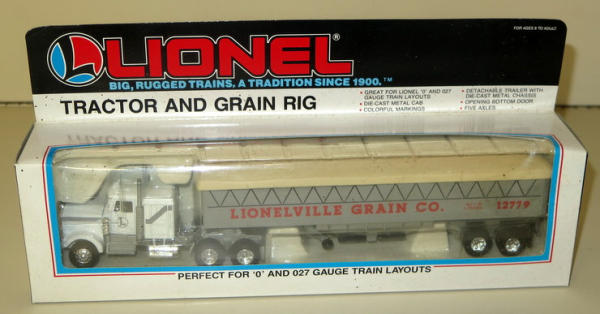 FOR AGES 8 TO ADULT
LIONEL
BIG, RUGGED TRAINS, A TRADITION SINCE 1900.™
TRACTOR AND GRAIN RIG
• GREAT FOR LIONEL 'O' AND 027
GAUGE TRAIN LAYOUTS
• DIE-CAST METAL CAB
• COLORFUL MARKINGS
• DETACHABLE TRAILER WITH
DIE-CAST METAL CHASSIS
• OPENING BOTTOM DOOR
• FIVE AXLES
LIONELVILLE GRAIN CO.
12779
PERFECT FOR 'O' AND 027 GAUGE TRAIN LAYOUTS